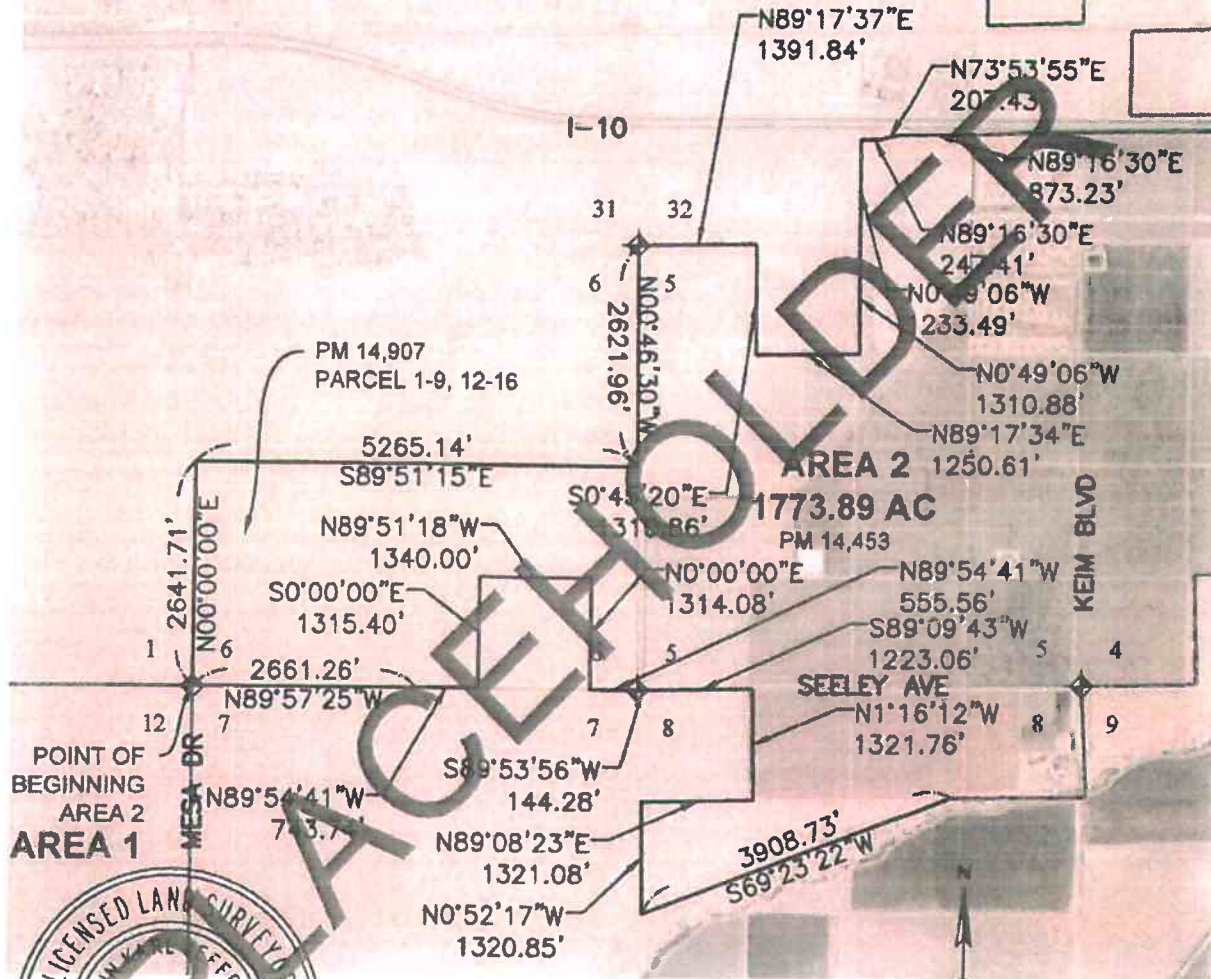 N89°17'37"E
1391.84'
N73°53'55"E
207.43'
I-10
N89°16'30"E
873.23'
31 32
N89°16'30"E
247.41'
6 5
N00°46'30"W
2621.96'
233.49'
PM 14,907
PARCEL 1-9, 12-16
N0°49'06"W
1310.88'
N89°17'34"E
1250.61'
5265.14'
S89°51'15"E
AREA 2
1773.89 AC
PM 14,453
KEIM BLVD
2641.71'
N00°00'00"E
N89°51'18"W
1340.00'
S0°00'00"E
1315.40'
N0°00'00"E
1314.08'
N89°54'41"W
555.56'
S89°09'43"W
1223.06'
1 6
5
5 4
2661.26'
N89°57'25"W
SEELEY AVE
12 7
7 8
8 9
N1°16'12"W
1321.76'
POINT OF
BEGINNING
AREA 2
AREA 1
MESA DR
N89°54'41"W
S89°53'56"W
144.28'
N89°08'23"E
1321.08'
3908.73'
S69°23'22"W
N0°52'17"W
1320.85'
N
LICENSED LAND SURVEYO
KARL
PLACEHOLDER